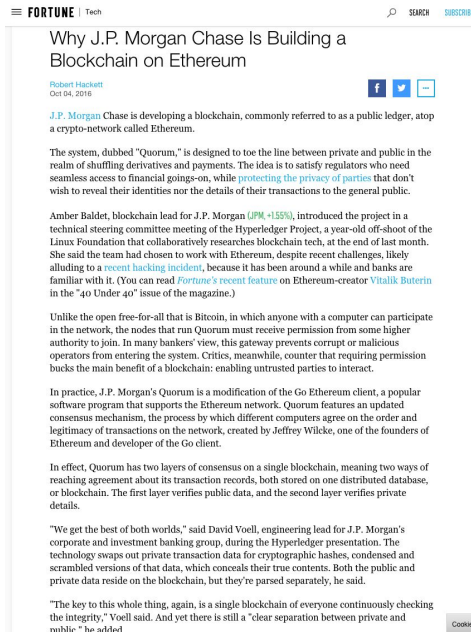 FORTUNE | Tech
SEARCH
SUBSCRIB
Why J.P. Morgan Chase Is Building a
Blockchain on Ethereum
Robert Hackett
Oct 04, 2016
J.P. Morgan Chase is developing a blockchain, commonly referred to as a public ledger, atop
a crypto-network called Ethereum.
The system, dubbed "Quorum," is designed to toe the line between private and public in the
realm of shuffling derivatives and payments. The idea is to satisfy regulators who need
seamless access to financial goings-on, while protecting the privacy of parties that don't
wish to reveal their identities nor the details of their transactions to the general public.
Amber Baldet, blockchain lead for J.P. Morgan (JPM, +1.55%), introduced the project in a
technical steering committee meeting of the Hyperledger Project, a year-old off-shoot of the
Linux Foundation that collaboratively researches blockchain tech, at the end of last month.
She said the team had chosen to work with Ethereum, despite recent challenges, likely
alluding to a recent hacking incident, because it has been around a while and banks are
familiar with it. (You can read Fortune's recent feature on Ethereum-creator Vitalik Buterin
in the "40 Under 40" issue of the magazine.)
Unlike the open free-for-all that is Bitcoin, in which anyone with a computer can participate
in the network, the nodes that run Quorum must receive permission from some higher
authority to join. In many bankers' view, this gateway prevents corrupt or malicious
operators from entering the system. Critics, meanwhile, counter that requiring permission
bucks the main benefit of a blockchain: enabling untrusted parties to interact.
In practice, J.P. Morgan's Quorum is a modification of the Go Ethereum client, a popular
software program that supports the Ethereum network. Quorum features an updated
consensus mechanism, the process by which different computers agree on the order and
legitimacy of transactions on the network, created by Jeffrey Wilcke, one of the founders of
Ethereum and developer of the Go client.
In effect, Quorum has two layers of consensus on a single blockchain, meaning two ways of
reaching agreement about its transaction records, both stored on one distributed database,
or blockchain. The first layer verifies public data, and the second layer verifies private
details.
"We get the best of both worlds," said David Voell, engineering lead for J.P. Morgan's
corporate and investment banking group, during the Hyperledger presentation. The
technology swaps out private transaction data for cryptographic hashes, condensed and
scrambled versions of that data, which conceals their true contents. Both the public and
private data reside on the blockchain, but they're parsed separately, he said.
"The key to this whole thing, again, is a single blockchain of everyone continuously checking
the integrity," Voell said. And yet there is still a "clear separation between private and
public," he added.
Cookie